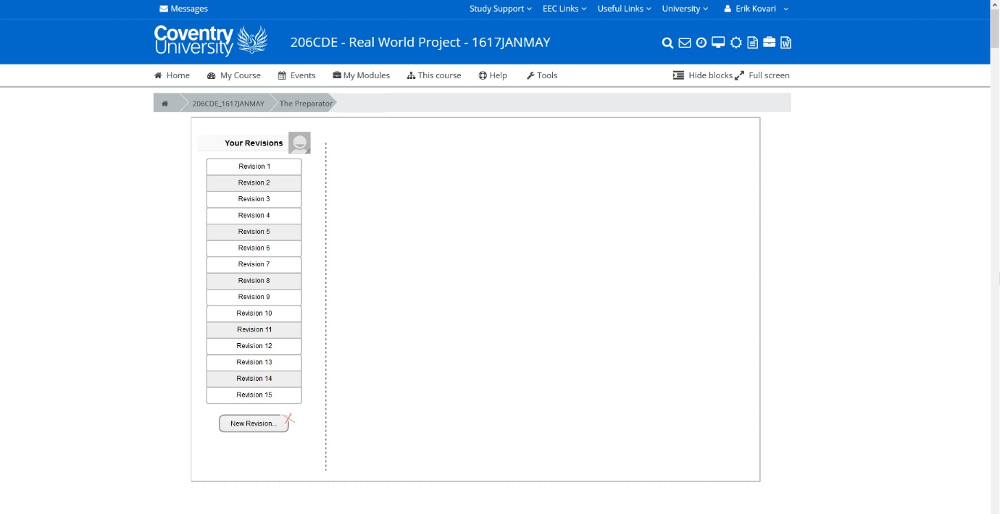 Messages
Study Support EEC Links Useful Links University Erik Kovari
Coventry
University
206CDE - Real World Project - 1617JANMAY
W
Home My Course Events My Modules This course Help Tools Hide blocks Full screen
206CDE_1617JANMAY The Preparator
Your Revisions
Revision 1
Revision 2
Revision 3
Revision 4
Revision 5
Revision 6
Revision 7
Revision 8
Revision 9
Revision 10
Revision 11
Revision 12
Revision 13
Revision 14
Revision 15
New Revision...